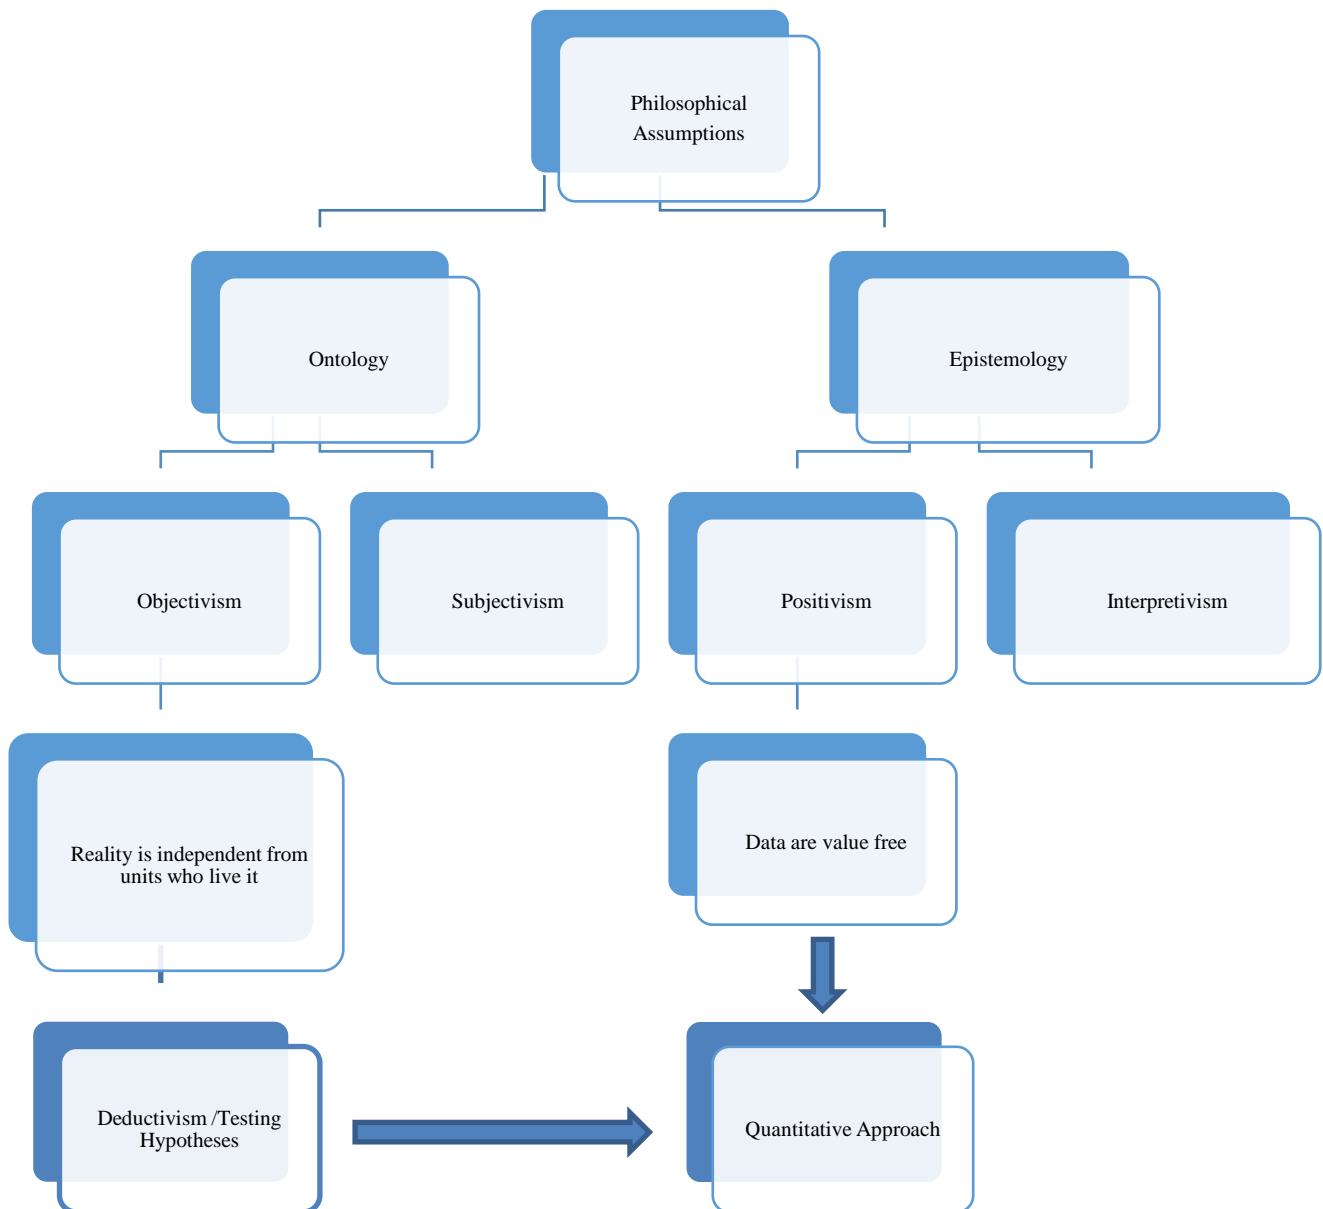 Philosophical
Assumptions
Ontology
Epistemology
Objectivism
Subjectivism
Positivism
Interpretivism
Reality is independent from
units who live it
Data are value free
Deductivism /Testing
Hypotheses
Quantitative Approach